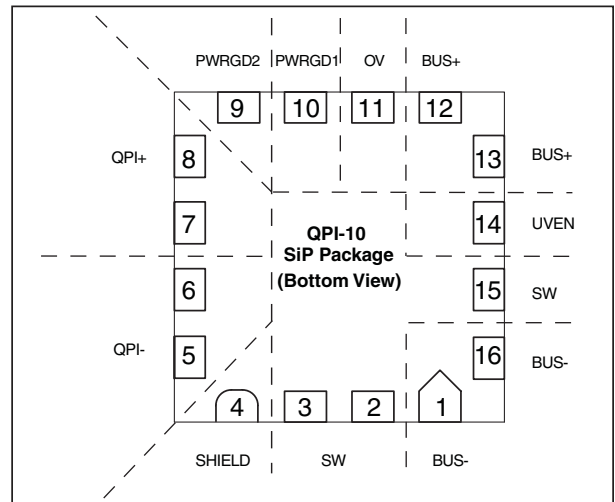 PWRGD2 PWRGD1 OV BUS+
9 10 11 12
QPI+ 8 13 BUS+
7 14 UVEN
QPI-10
SiP Package
(Bottom View)
6 15 SW
QPI- 5 16 BUS-
4 3 2 1
SHIELD SW BUS-